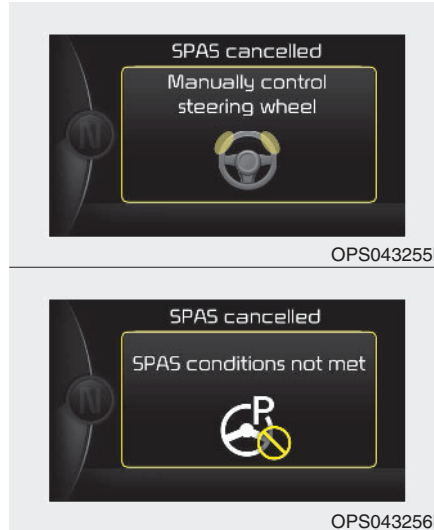 SPAS cancelled
Manually control
steering wheel
N
OPS043255
SPAS cancelled
SPAS conditions not met
N
P
OPS043256